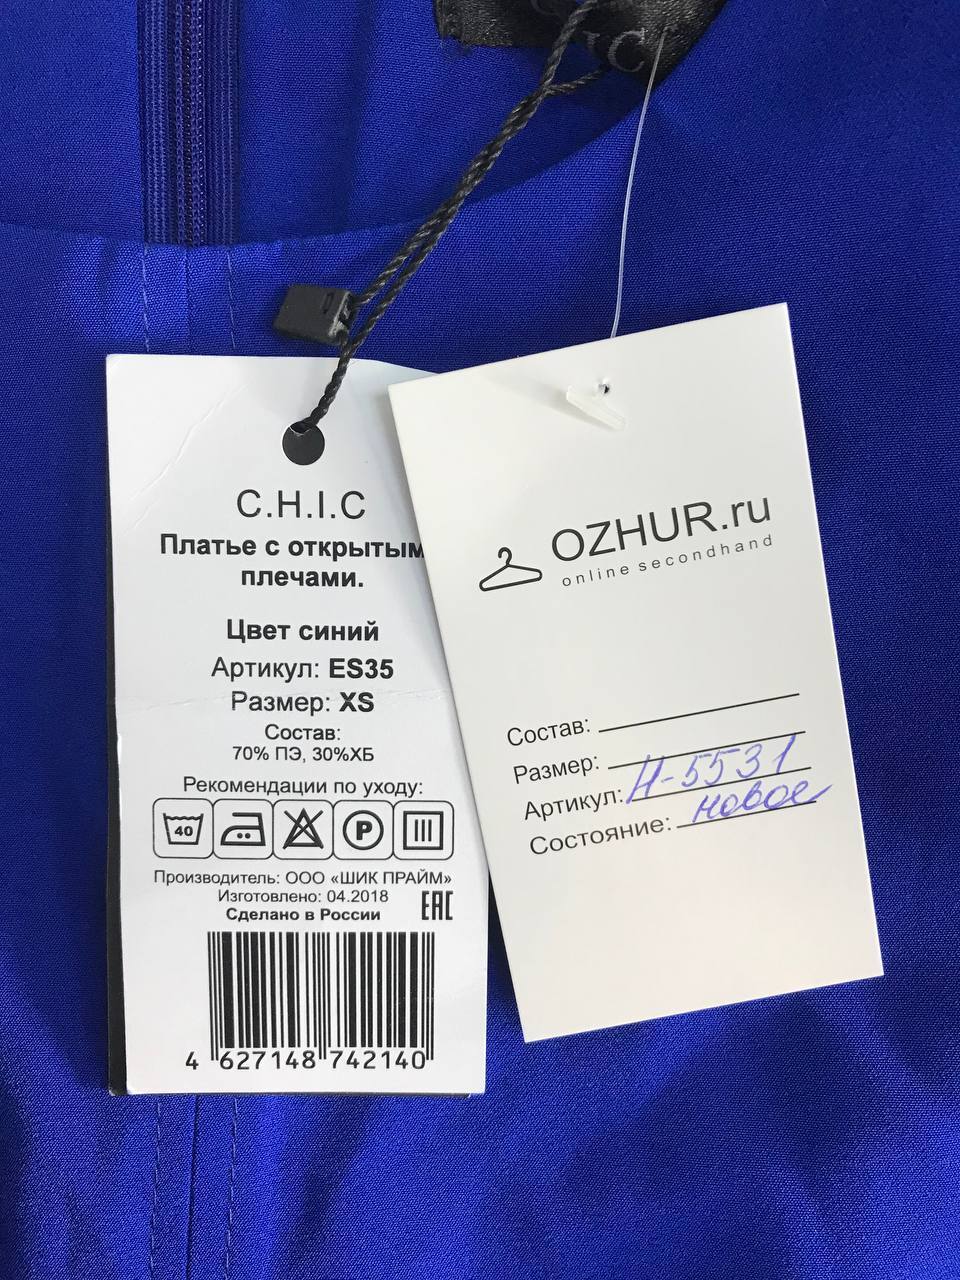 C.H.I.C
Платье с открытым
плечами.
Цвет синий
Артикул: ES35
Размер: XS
Состав:
70% ПЭ, 30%ХБ
Рекомендации по уходу:
40
P
Производитель: ООО «ШИК ПРАЙМ»
Изготовлено: 04.2018
Сделано в России
EAC
4 627148 742140
OZHUR.ru
online secondhand
Состав:
Размер:
Артикул: Н-5531
Состояние: новое